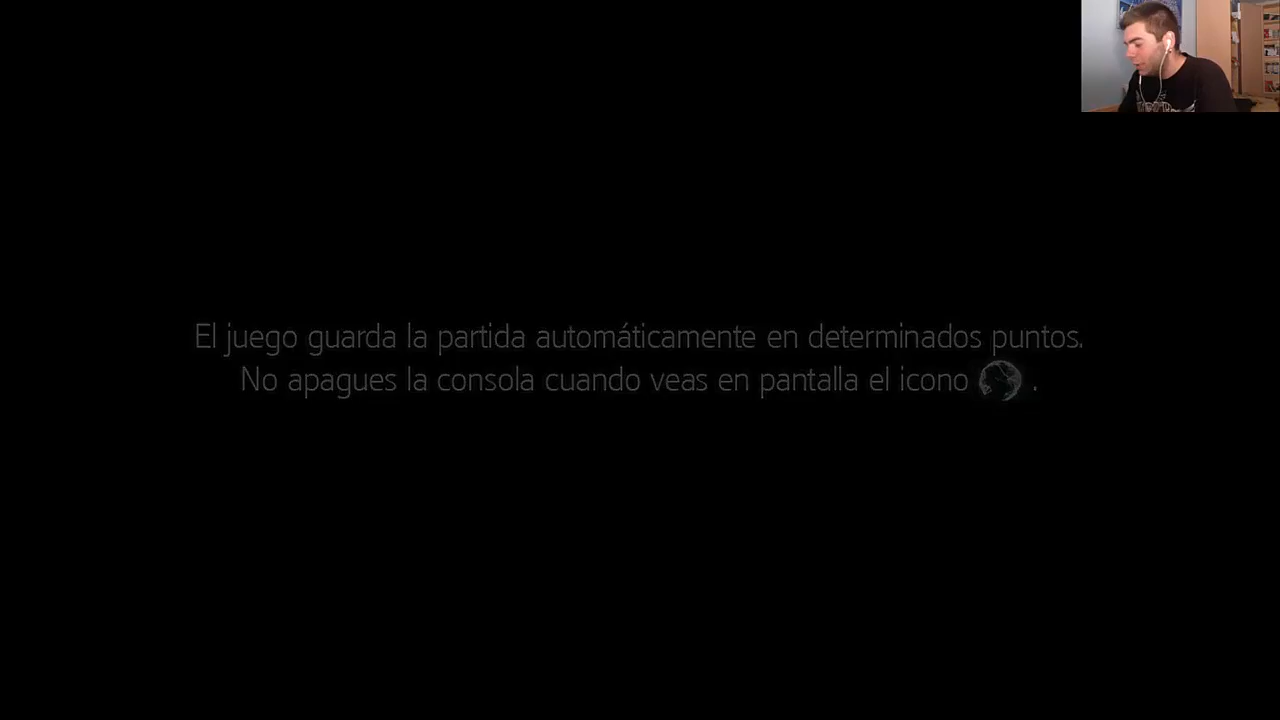 El juego guarda la partida automáticamente en determinados puntos.
No apagues la consola cuando veas en pantalla el icono .